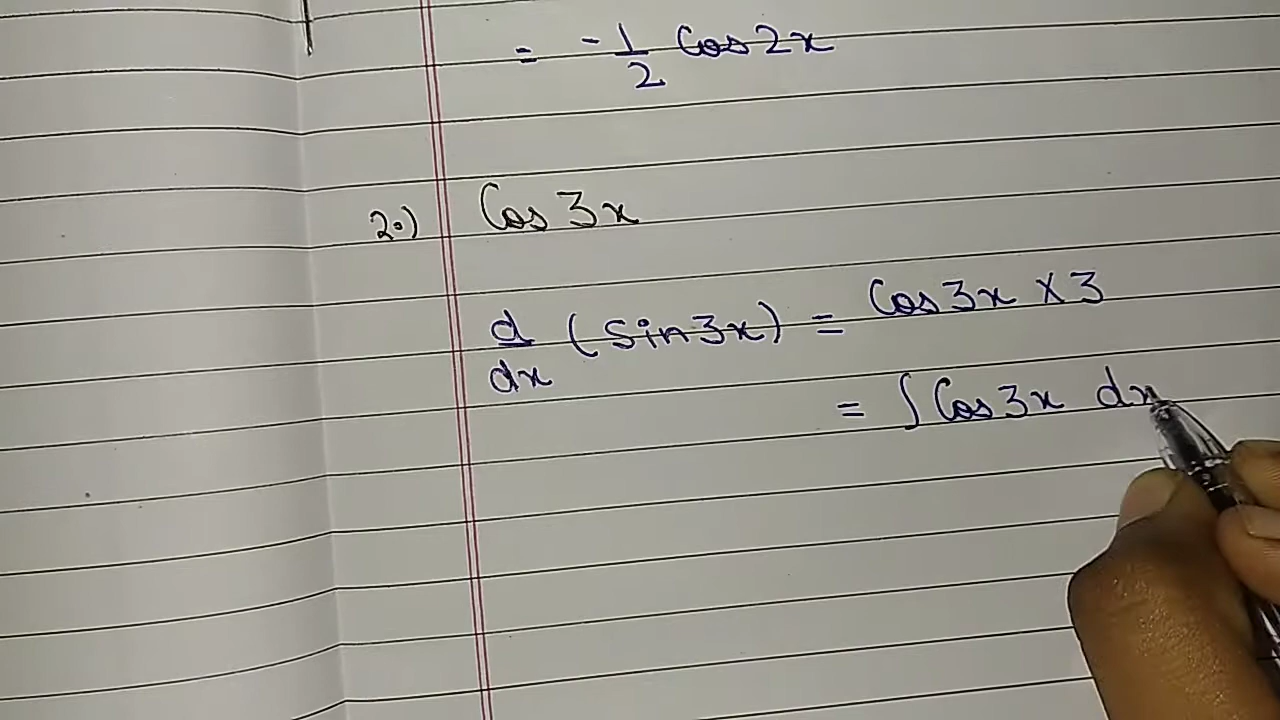 = -1/2 Cos 2x
2.) Cos 3x
d/dx (Sin 3x) = Cos 3x × 3
= ∫ Cos 3x dx